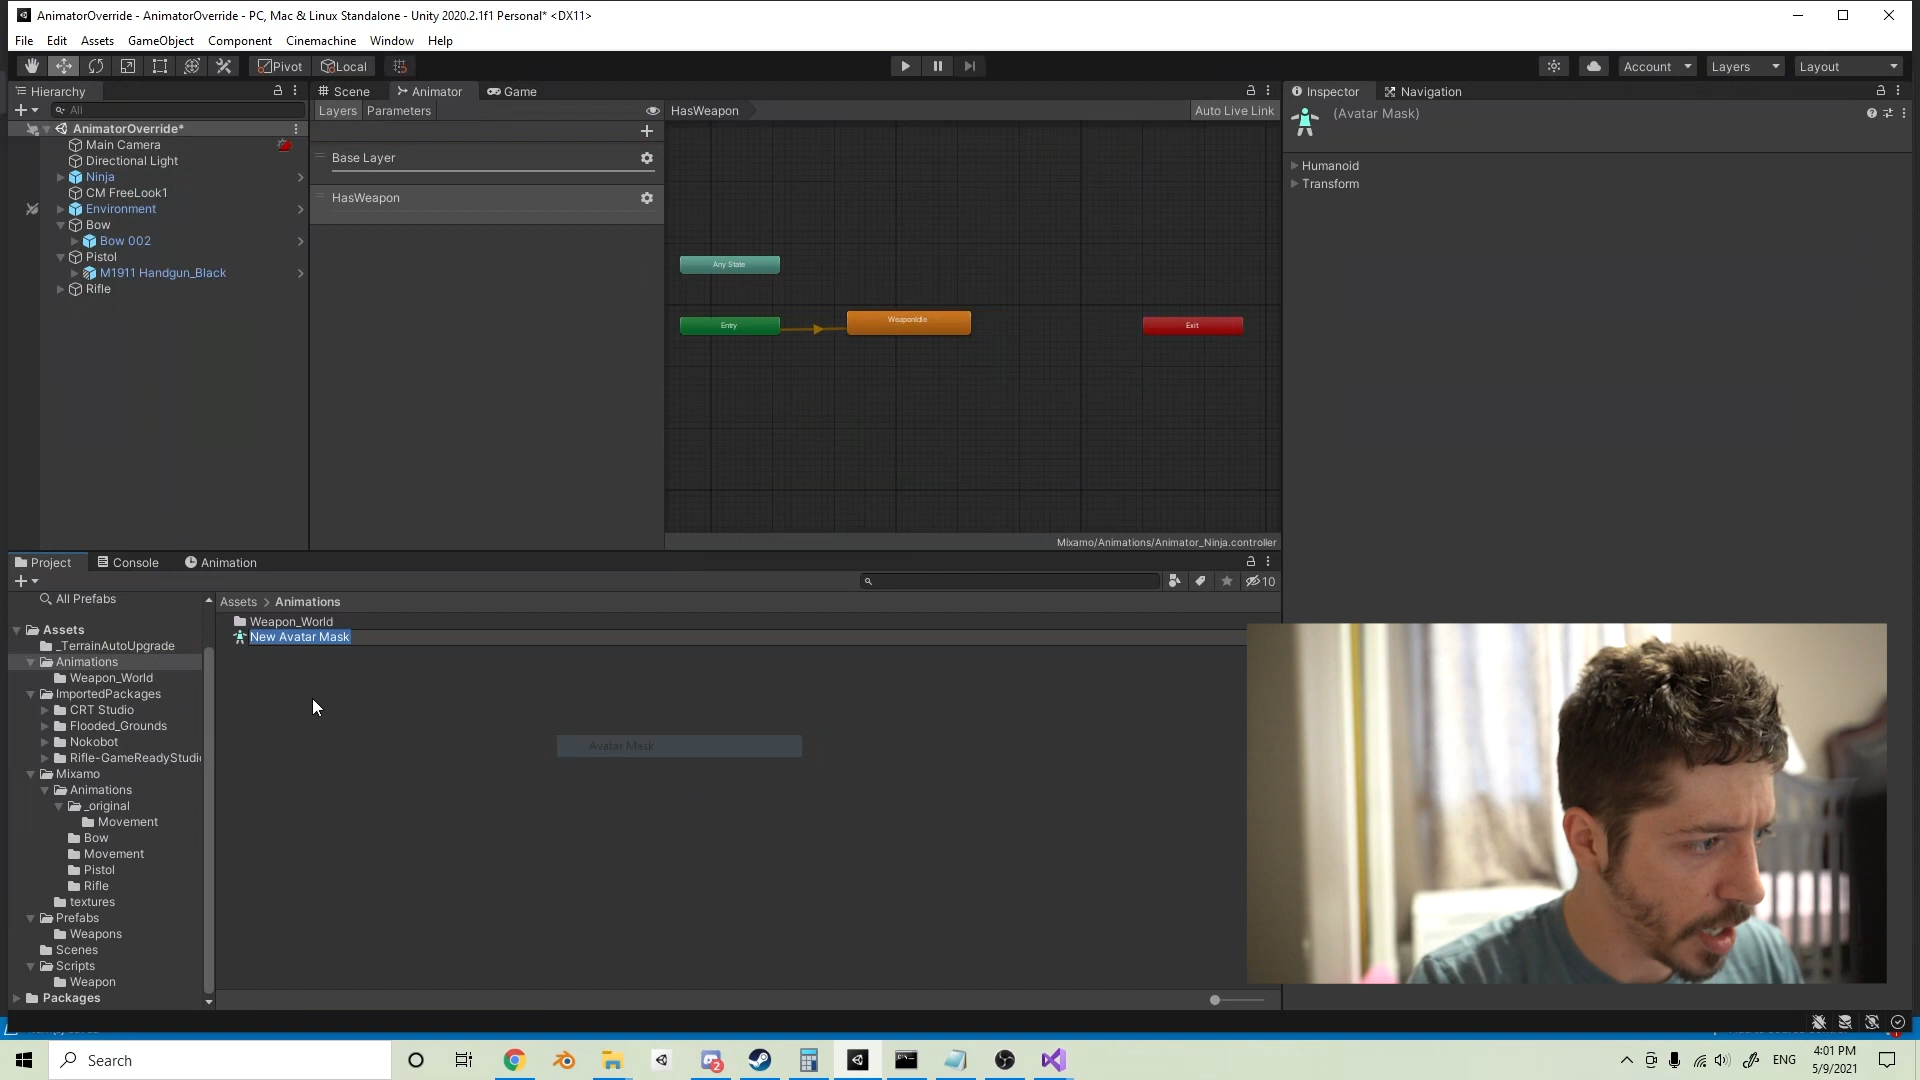 AnimatorOverride - AnimatorOverride - PC, Mac & Linux Standalone - Unity 2020.2.1f1 Personal* <DX11>
File Edit Assets GameObject Component Cinemachine Window Help
Pivot Local Account Layers Layout
Hierarchy
All
AnimatorOverride*
Main Camera
Directional Light
Ninja
CM FreeLook1
Environment
Bow
Bow 002
Pistol
M1911 Handgun_Black
Rifle
Scene Animator Game
Layers Parameters
Base Layer
HasWeapon
HasWeapon Auto Live Link
Any State
Entry WeaponIdle Exit
Mixamo/Animations/Animator_Ninja.controller
Inspector Navigation
(Avatar Mask)
Humanoid
Transform
Project Console Animation
10
All Prefabs
Assets
_TerrainAutoUpgrade
Animations
Weapon_World
ImportedPackages
CRT Studio
Flooded_Grounds
Nokobot
Rifle-GameReadyStudi
Mixamo
Animations
_original
Movement
Bow
Movement
Pistol
Rifle
textures
Prefabs
Weapons
Scenes
Scripts
Weapon
Packages
Assets > Animations
Weapon_World
New Avatar Mask
Avatar Mask
Search
2
ENG
4:01 PM
5/9/2021